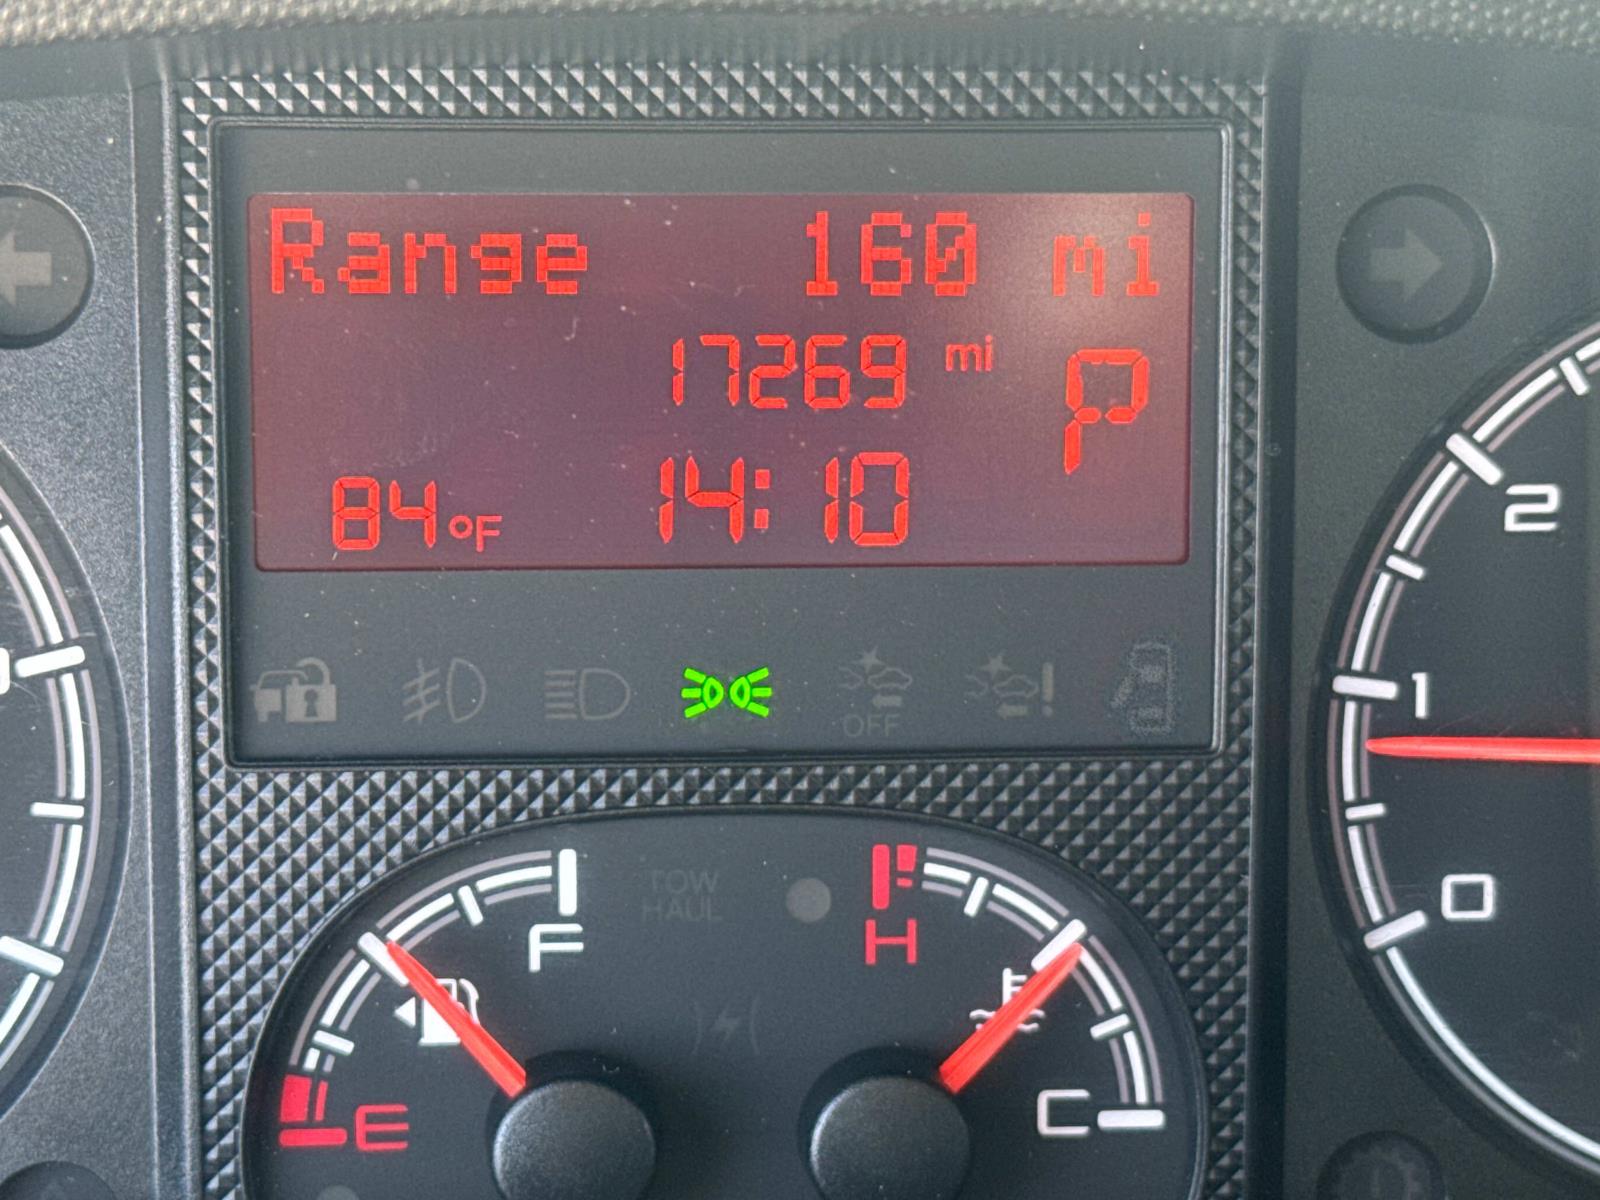 Range 160 mi
17269 mi
P
84°F 14:10
OFF
!
2
1
0
TOW
HAUL
F
H
E
C